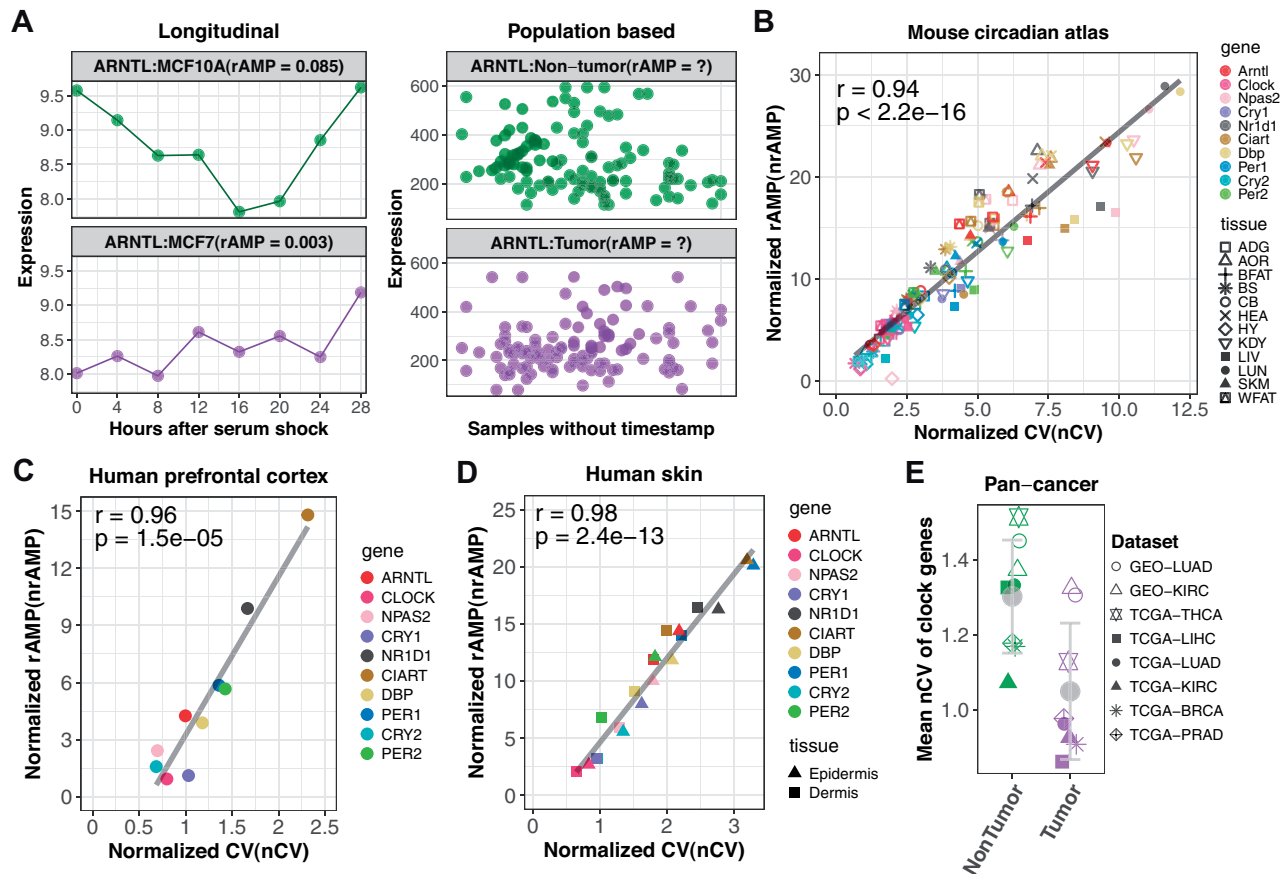 A
Longitudinal
ARNTL:MCF10A(rAMP = 0.085)
9.5
9.0
8.5
8.0
ARNTL:MCF7(rAMP = 0.003)
9.5
9.0
8.5
8.0
Expression
0 4 8 12 16 20 24 28
Hours after serum shock
Population based
ARNTL:Non−tumor(rAMP = ?)
600
400
200
ARNTL:Tumor(rAMP = ?)
600
400
200
Expression
Samples without timestamp
B
Mouse circadian atlas
r = 0.94
p < 2.2e−16
30
20
10
0
Normalized rAMP(nrAMP)
0.0 2.5 5.0 7.5 10.0 12.5
Normalized CV(nCV)
gene
Arntl
Clock
Npas2
Cry1
Nr1d1
Ciart
Dbp
Per1
Cry2
Per2
tissue
ADG
AOR
BFAT
BS
CB
HEA
HY
KDY
LIV
LUN
SKM
WFAT
C
Human prefrontal cortex
r = 0.96
p = 1.5e−05
15
12
9
6
3
0
Normalized rAMP(nrAMP)
0 0.5 1 1.5 2 2.5
Normalized CV(nCV)
gene
ARNTL
CLOCK
NPAS2
CRY1
NR1D1
CIART
DBP
PER1
CRY2
PER2
D
Human skin
r = 0.98
p = 2.4e−13
25
20
15
10
5
0
Normalized rAMP(nrAMP)
0 1 2 3
Normalized CV(nCV)
gene
ARNTL
CLOCK
NPAS2
CRY1
NR1D1
CIART
DBP
PER1
CRY2
PER2
tissue
Epidermis
Dermis
E
Pan−cancer
1.4
1.2
1.0
Mean nCV of clock genes
NonTumor
Tumor
Dataset
GEO−LUAD
GEO−KIRC
TCGA−THCA
TCGA−LIHC
TCGA−LUAD
TCGA−KIRC
TCGA−BRCA
TCGA−PRAD